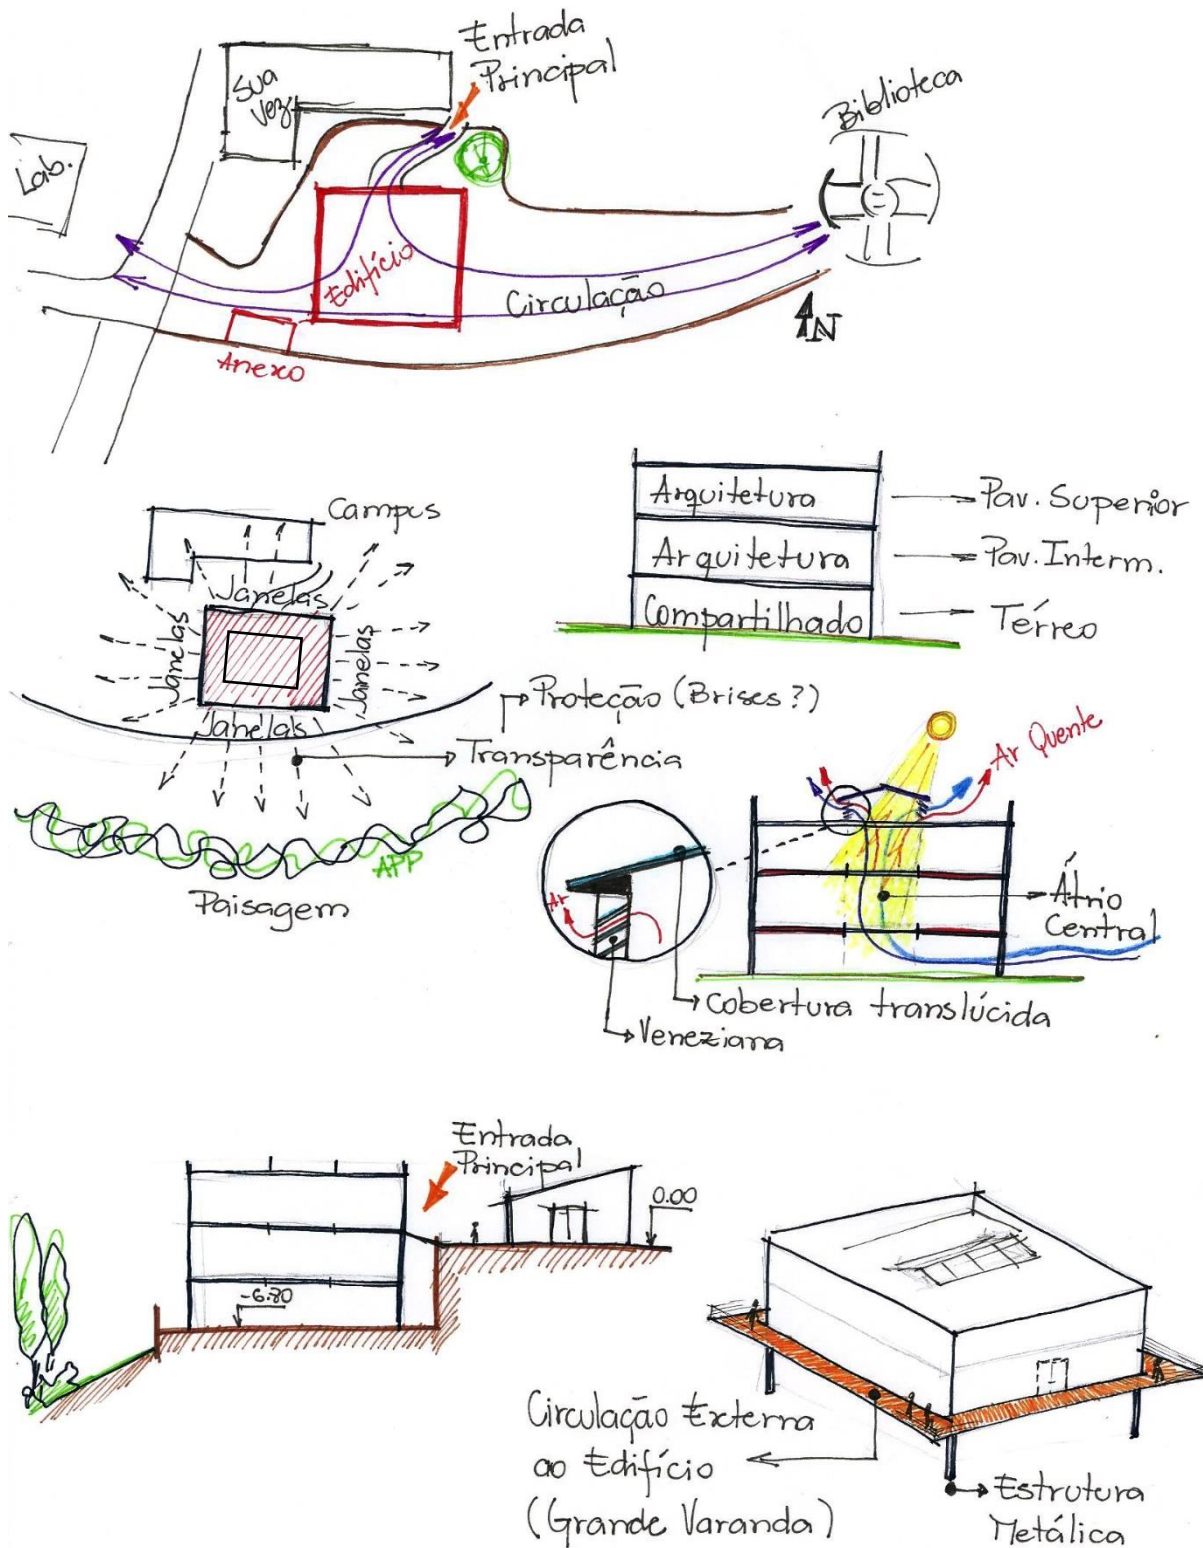 Entrada
Principal
Sua
Vez
Biblioteca
Lab.
Edifício
Circulação
N
Anexo
Campus
Janelas
Janelas
Janelas
Janelas
Proteção (Brises?)
Transparência
APP
Paisagem
Arquitetura
Pav. Superior
Arquitetura
Pav. Interm.
Compartilhado
Térreo
Ar Quente
Átrio
Central
Ar
Cobertura translúcida
Veneziana
Entrada
Principal
0.00
-6.80
Circulação Externa
ao Edifício
(Grande Varanda)
Estrutura
Metálica